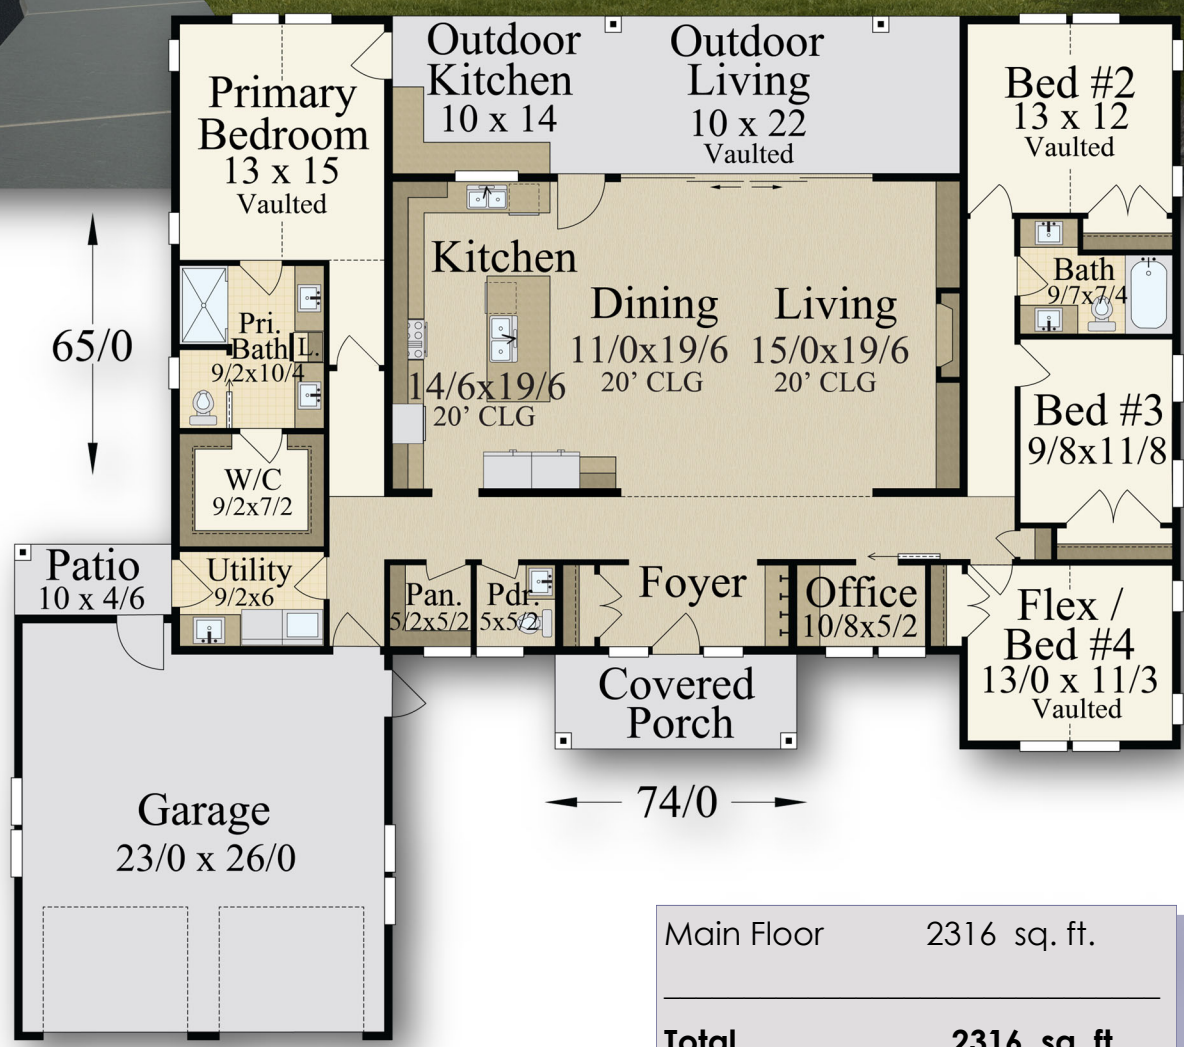 Outdoor
Kitchen
10 x 14
Outdoor
Living
10 x 22
Vaulted
Primary
Bedroom
13 x 15
Vaulted
Bed #2
13 x 12
Vaulted
Kitchen
14/6x19/6
20' CLG
Dining
11/0x19/6
20' CLG
Living
15/0x19/6
20' CLG
Bath
9/7x7/4
Pri.
Bath
9/2x10/4
L.
65/0
Bed #3
9/8x11/8
W/C
9/2x7/2
Patio
10 x 4/6
Utility
9/2x6
Pan.
5/2x5/2
Pdr.
5x5/2
Foyer
Office
10/8x5/2
Flex /
Bed #4
13/0 x 11/3
Vaulted
Covered
Porch
74/0
Garage
23/0 x 26/0
Main Floor 2316 sq. ft.
Total 2316 sq. ft.